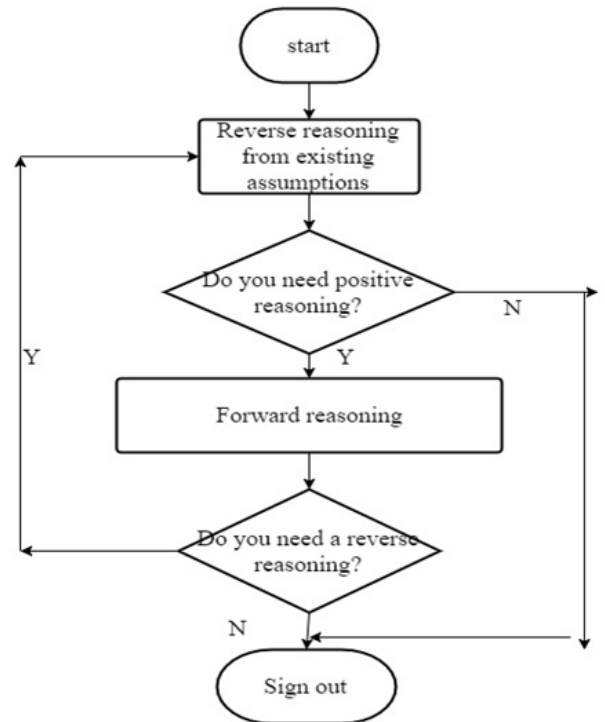 start
Reverse reasoning
from existing
assumptions
Do you need positive
reasoning?
N
Y
Y
Forward reasoning
Do you need a reverse
reasoning?
N
Sign out